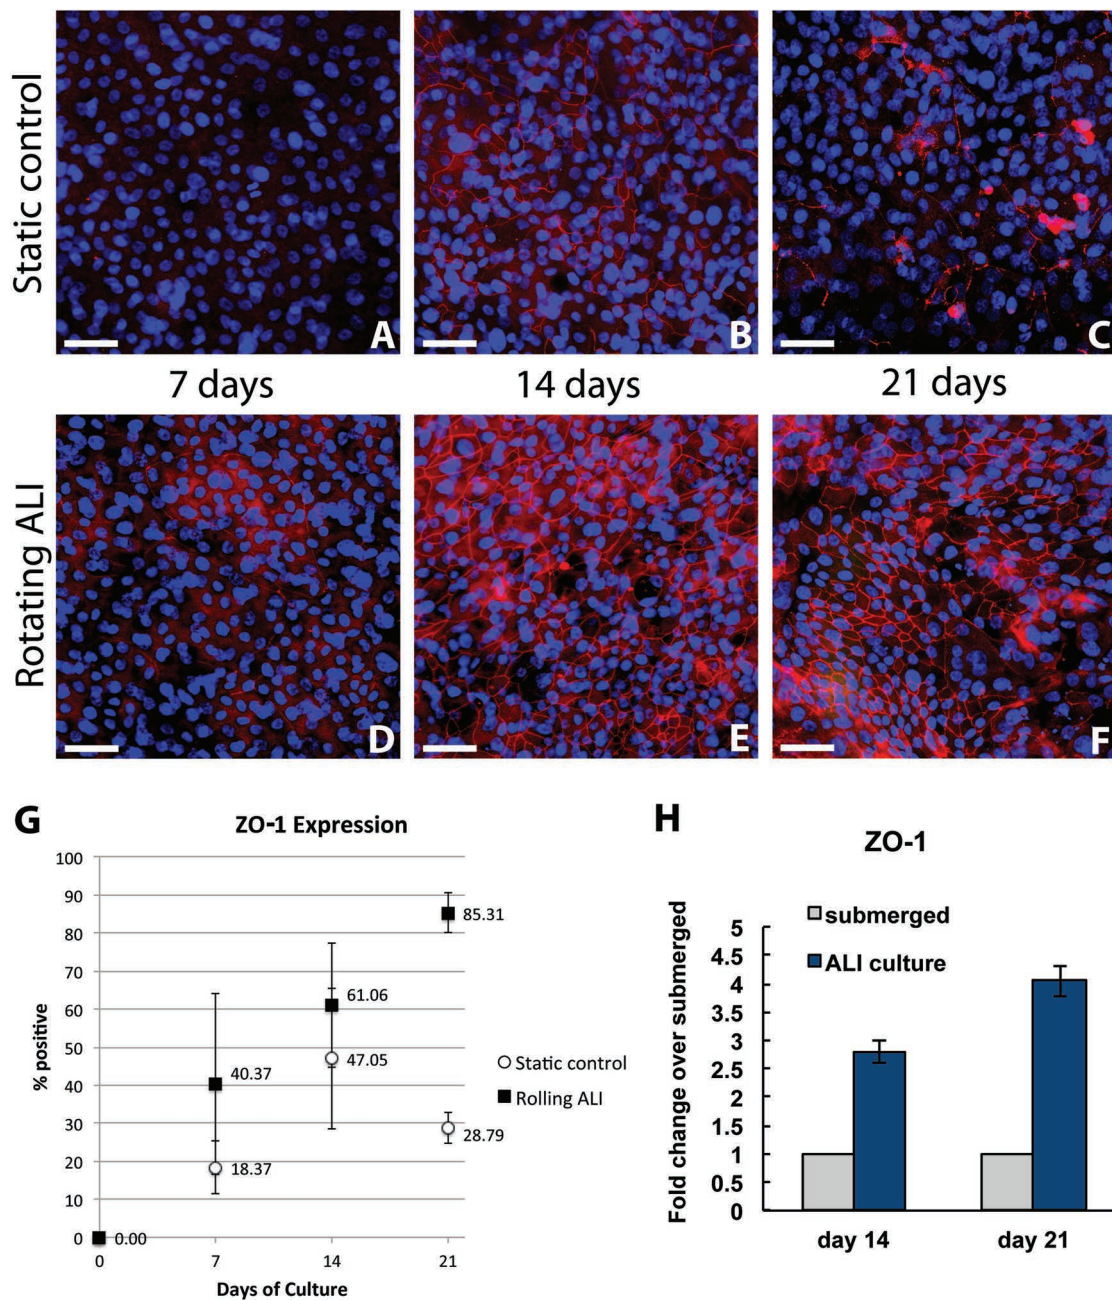 Static control
A
B
C
7 days
14 days
21 days
Rotating ALI
D
E
F
G
ZO-1 Expression
100
90
80
70
60
50
40
30
20
10
0
% positive
0.00
40.37
18.37
61.06
47.05
85.31
28.79
0
7
14
21
Days of Culture
Static control
Rolling ALI
H
ZO-1
submerged
ALI culture
Fold change over submerged
5
4.5
4
3.5
3
2.5
2
1.5
1
0.5
0
day 14
day 21